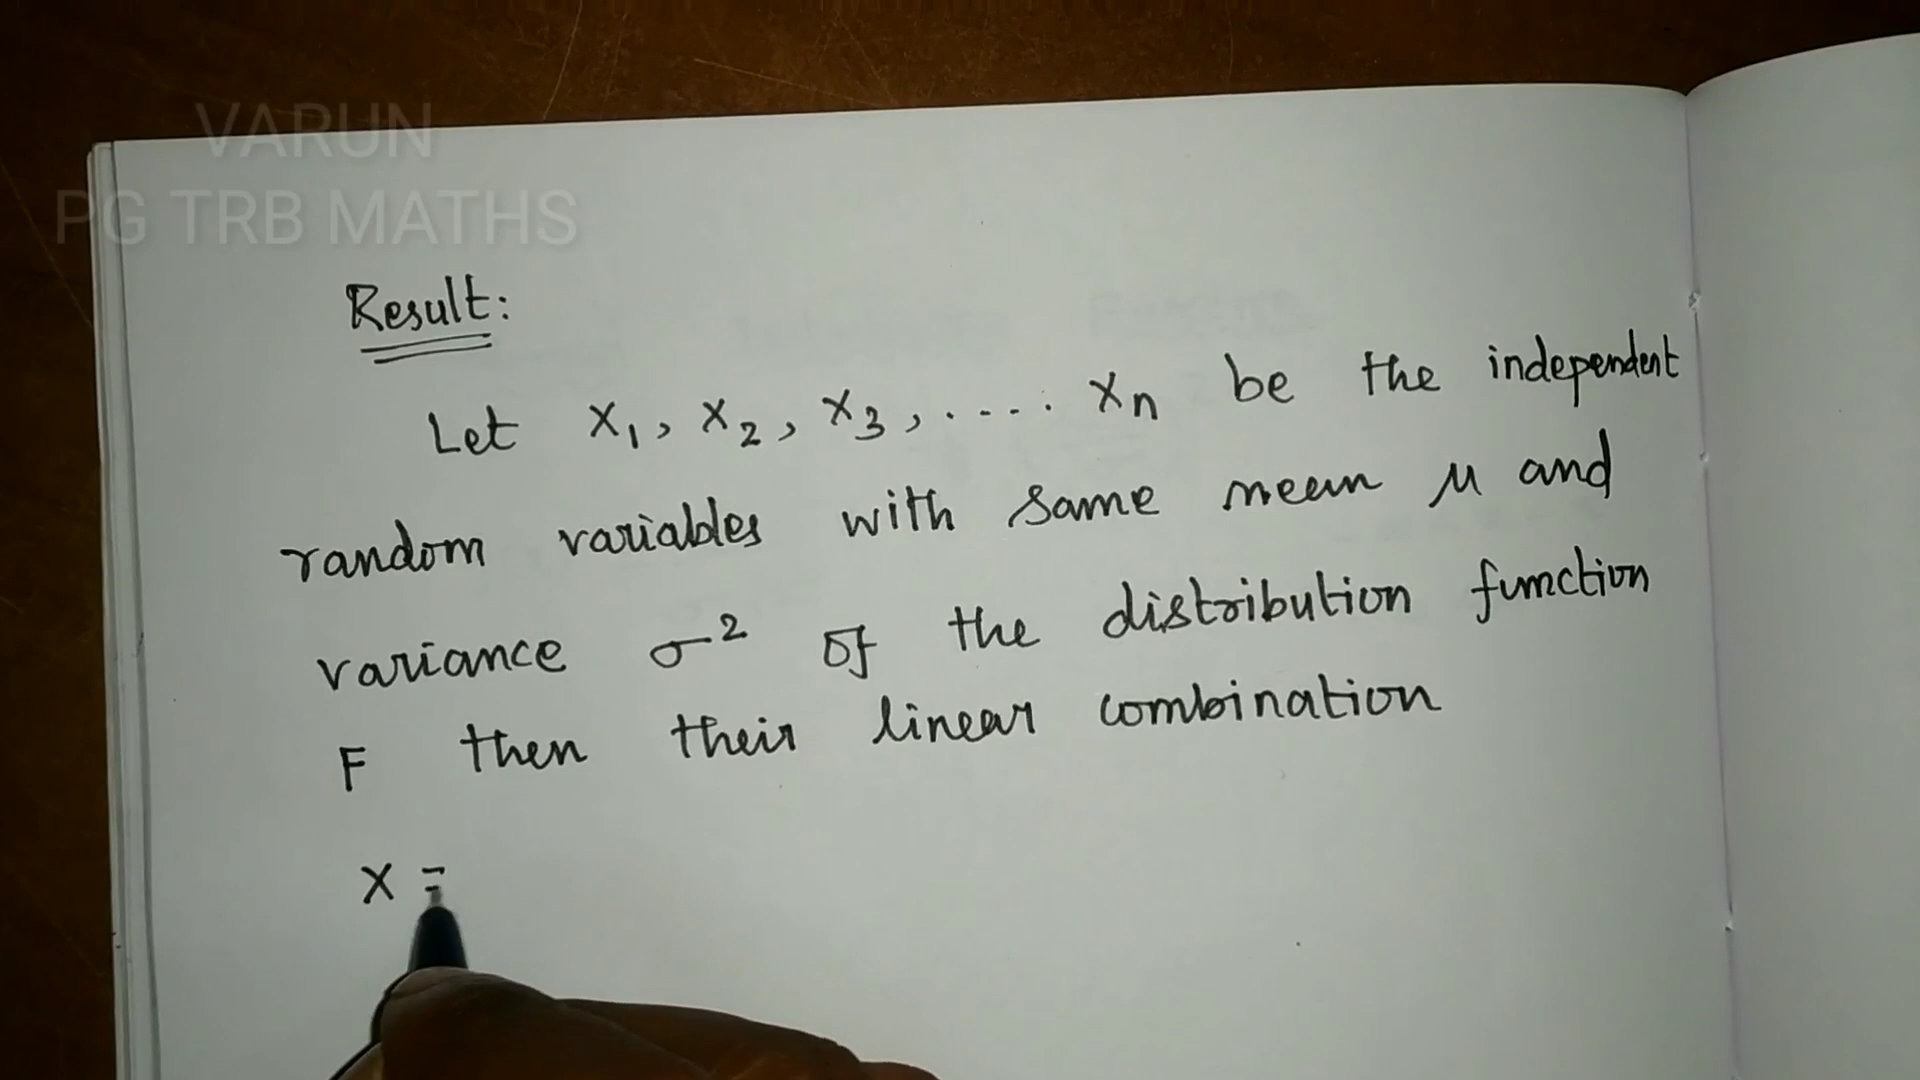 VARUN
PG TRB MATHS
Result:
Let X₁, X₂, X₃, .... Xn be the independent
random variables with same mean μ and
variance σ² of the distribution function
F then their linear combination
X =